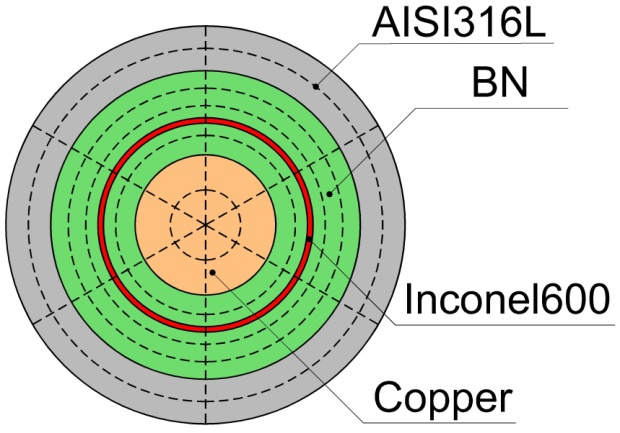 AISI316L
BN
Inconel600
Copper